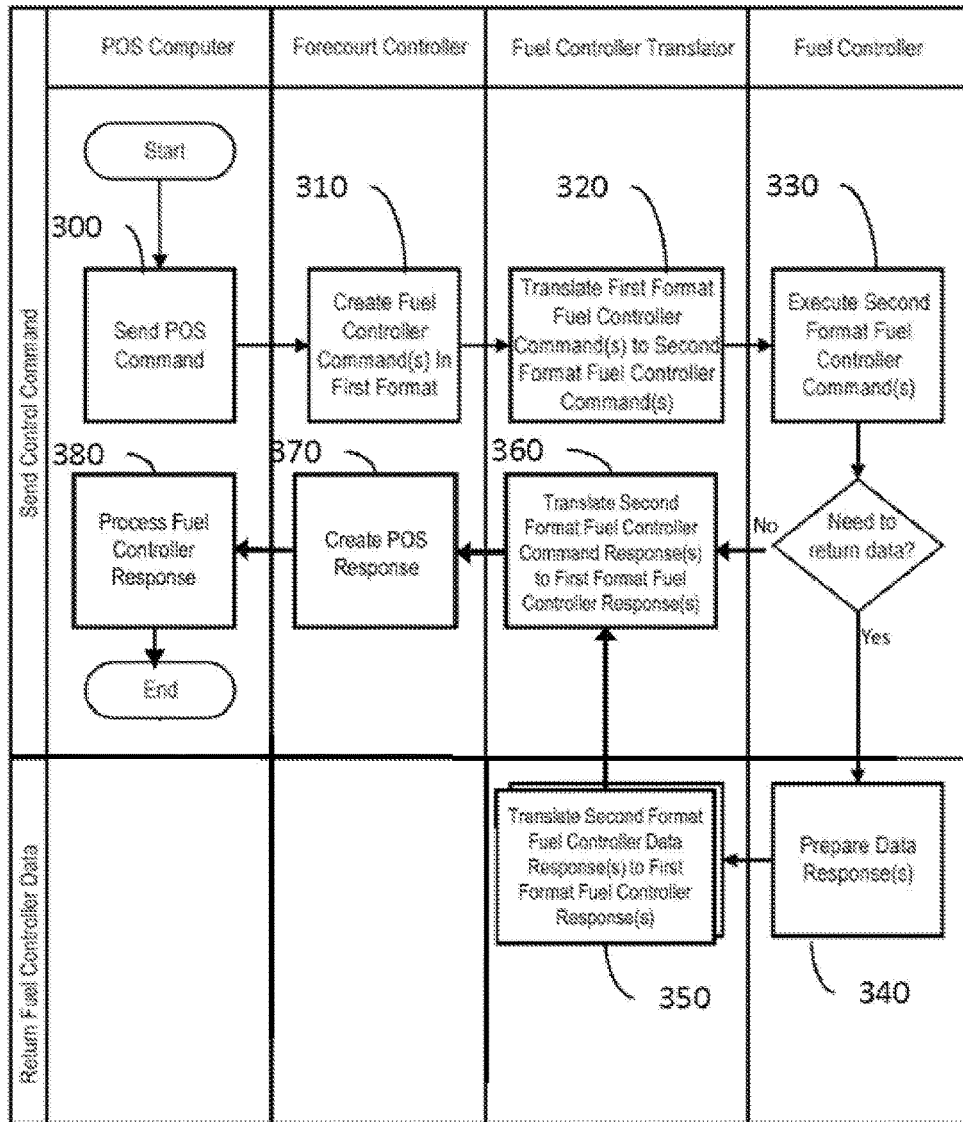 POS Computer
Forecourt Controller
Fuel Controller Translator
Fuel Controller
Send Control Command
Start
300
310
320
330
Send POS
Command
Create Fuel
Controller
Command(s) In
First Format
Translate First Format
Fuel Controller
Command(s) to Second
Format Fuel Controller
Command(s)
Execute Second
Format Fuel
Controller
Command(s)
380
370
360
Process Fuel
Controller
Response
Create POS
Response
Translate Second
Format Fuel Controller
Command Response(s)
to First Format Fuel
Controller Response(s)
No
Need to
return data?
Yes
End
Return Fuel Controller Data
Translate Second Format
Fuel Controller Data
Response(s) to First
Format Fuel Controller
Response(s)
Prepare Data
Response(s)
350
340